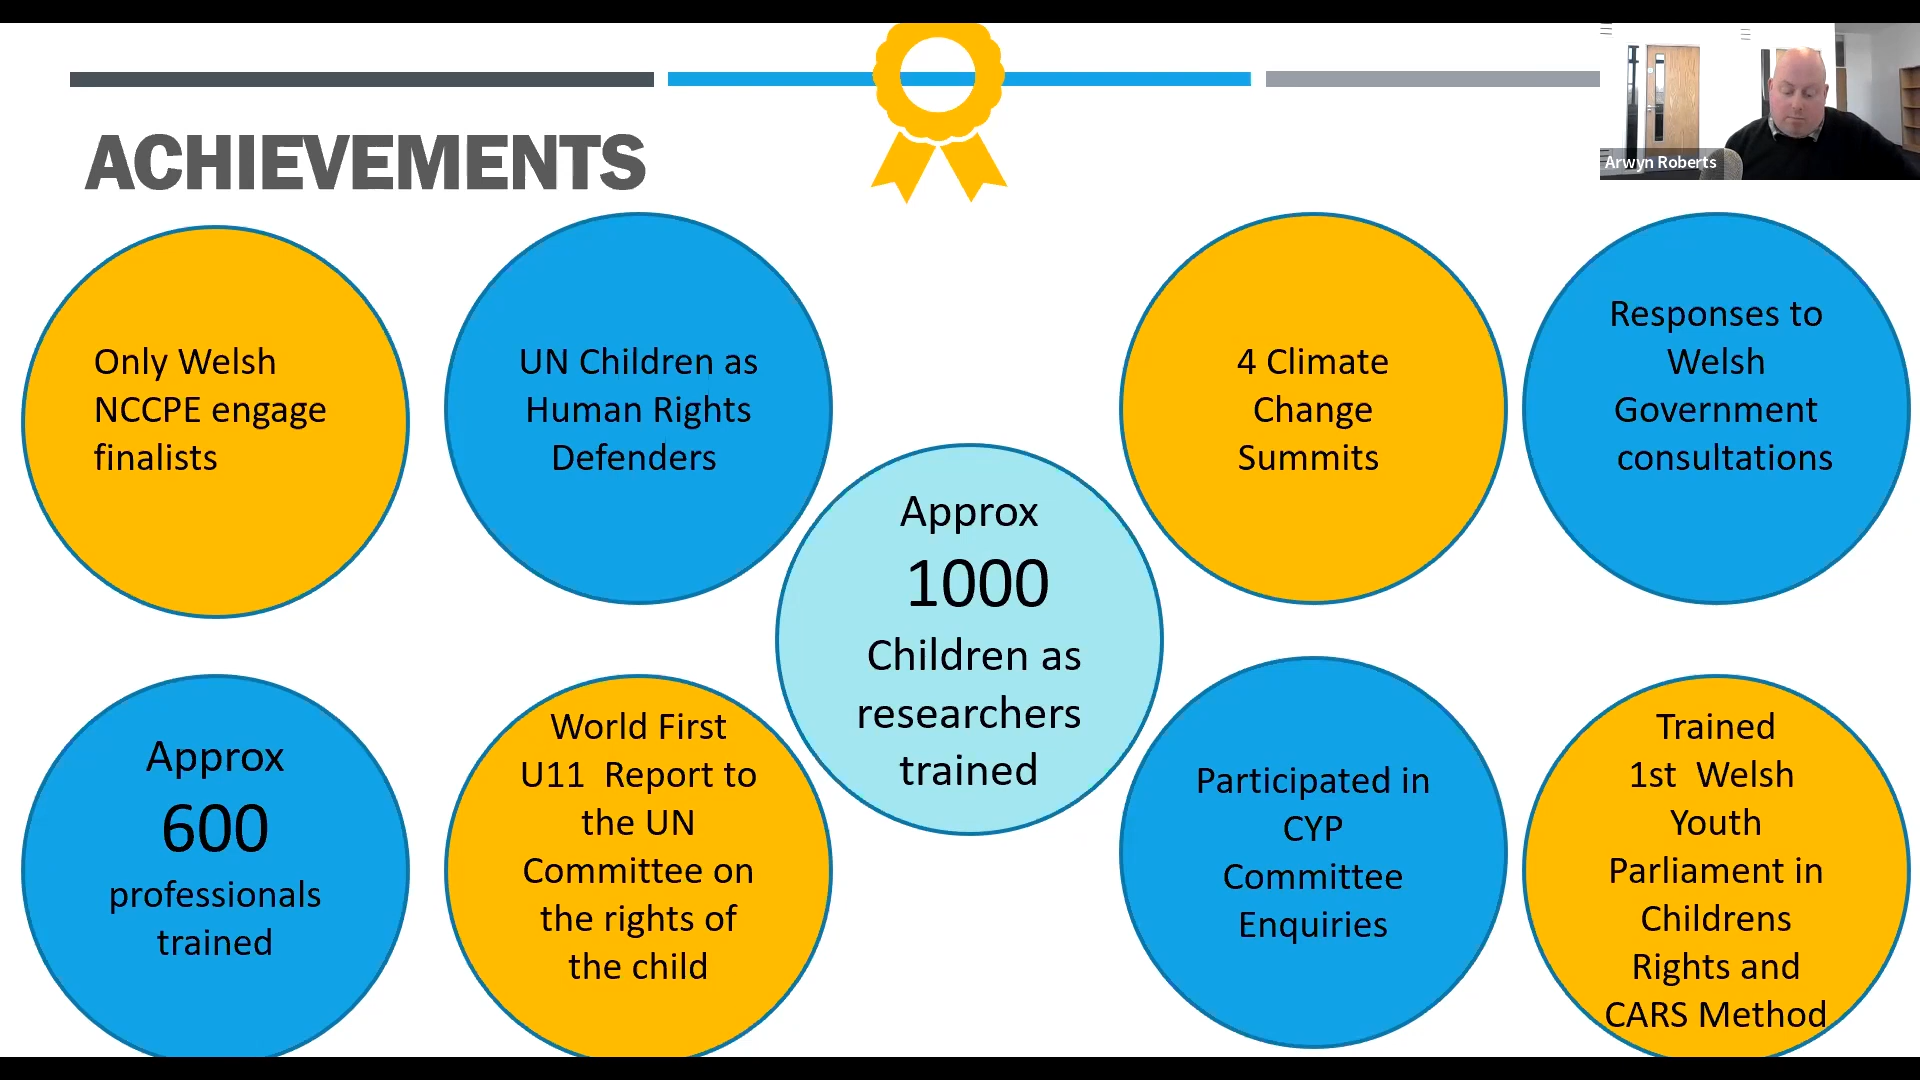 ACHIEVEMENTS
Arwyn Roberts
Only Welsh
NCCPE engage
finalists
UN Children as
Human Rights
Defenders
4 Climate
Change
Summits
Responses to
Welsh
Government
consultations
Approx
1000
Children as
researchers
trained
Approx
600
professionals
trained
World First
U11 Report to
the UN
Committee on
the rights of
the child
Participated in
CYP
Committee
Enquiries
Trained
1st Welsh
Youth
Parliament in
Childrens
Rights and
CARS Method